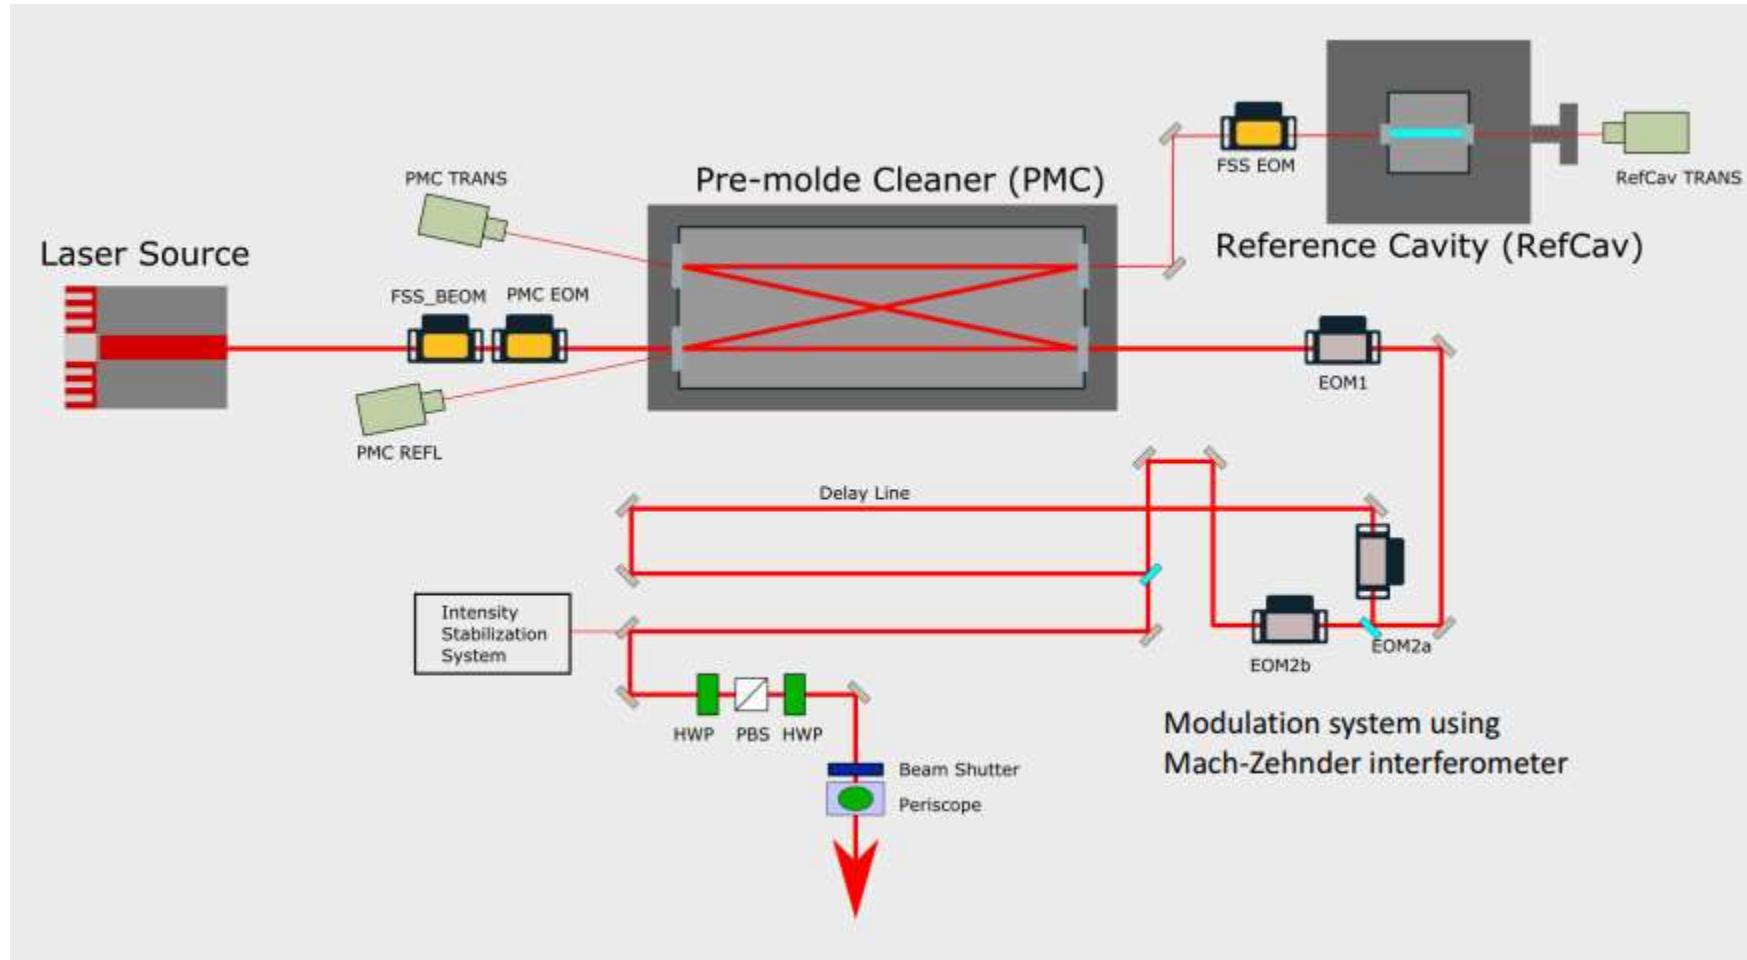 Laser Source
PMC TRANS
FSS_BEOM
PMC EOM
PMC REFL
Pre-molde Cleaner (PMC)
FSS EOM
RefCav TRANS
Reference Cavity (RefCav)
EOM1
Delay Line
EOM2a
EOM2b
Intensity
Stabilization
System
HWP
PBS
HWP
Beam Shutter
Periscope
Modulation system using
Mach-Zehnder interferometer